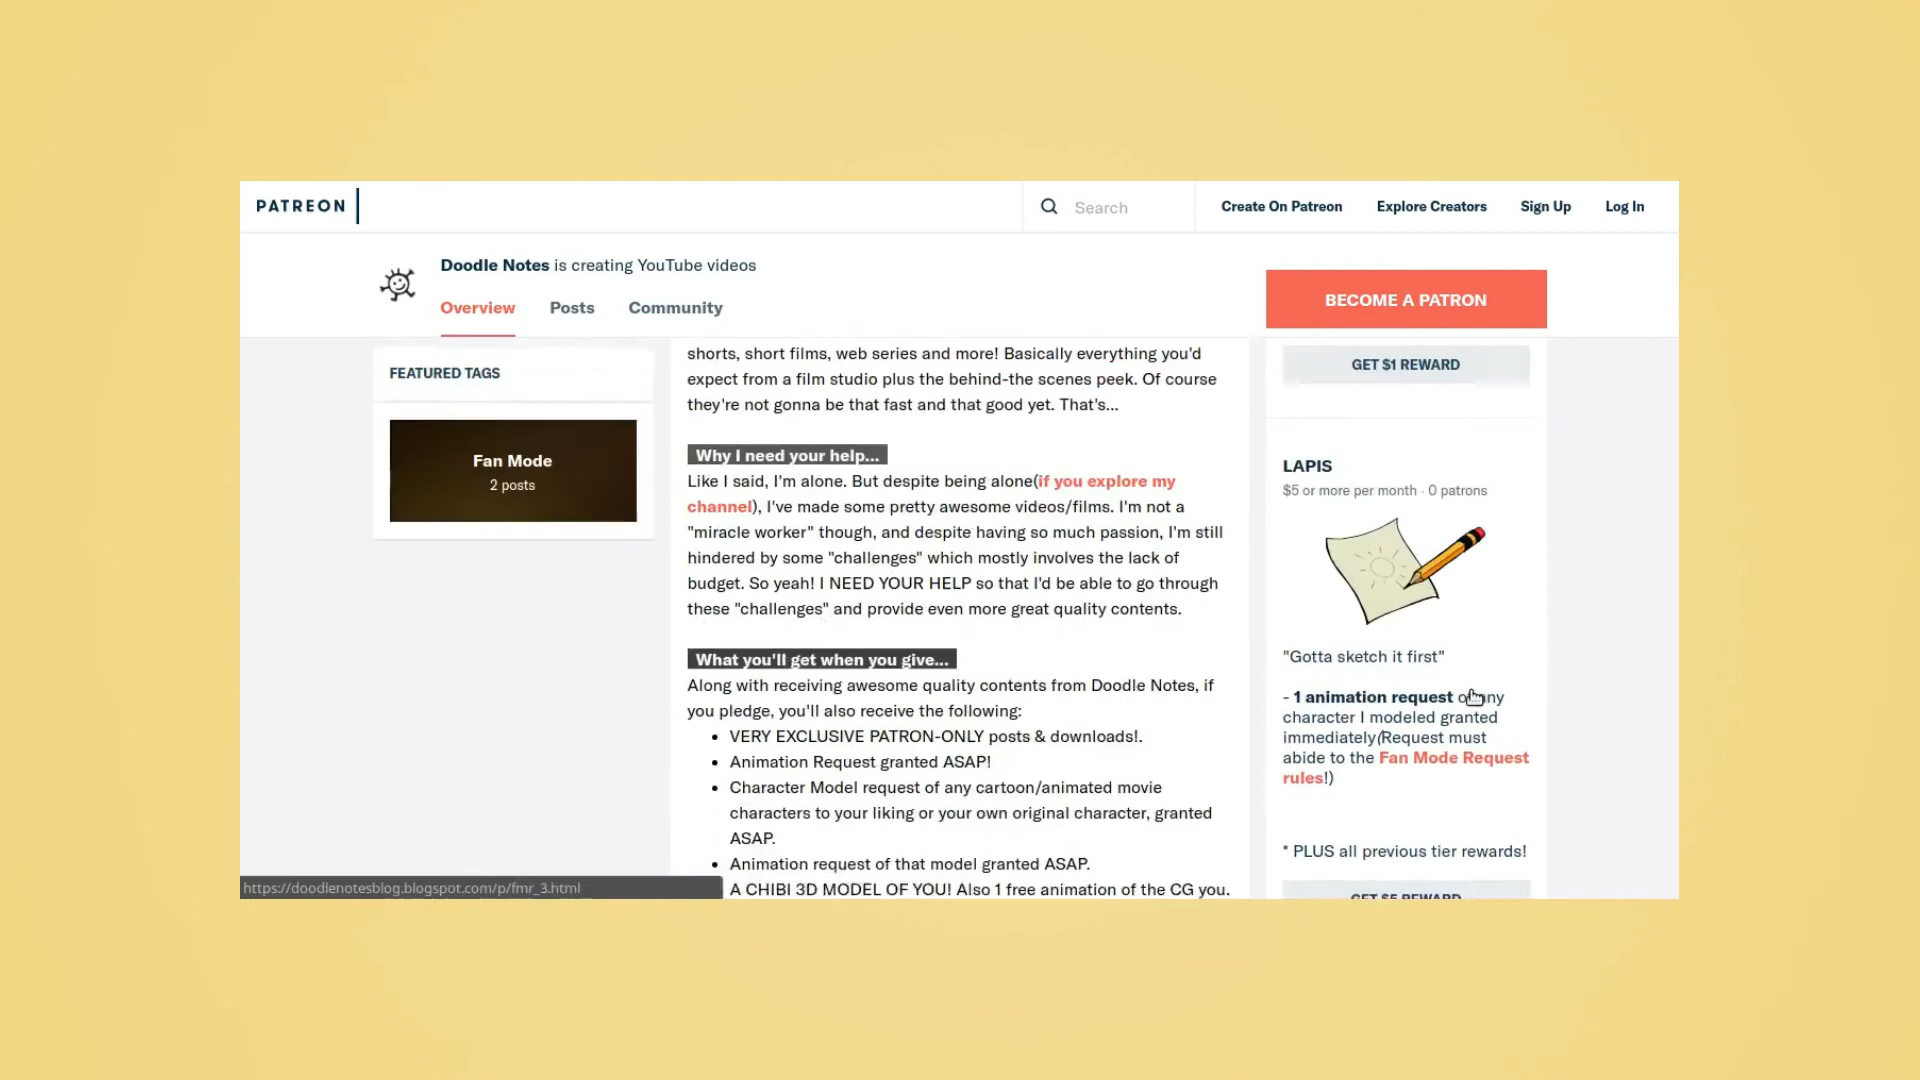 PATREON
Search
Create On Patreon
Explore Creators
Sign Up
Log In
Doodle Notes is creating YouTube videos
Overview
Posts
Community
BECOME A PATRON
FEATURED TAGS
Fan Mode
2 posts
shorts, short films, web series and more! Basically everything you'd
expect from a film studio plus the behind-the scenes peek. Of course
they're not gonna be that fast and that good yet. That's...
Why I need your help...
Like I said, I'm alone. But despite being alone(if you explore my
channel), I've made some pretty awesome videos/films. I'm not a
"miracle worker" though, and despite having so much passion, I'm still
hindered by some "challenges" which mostly involves the lack of
budget. So yeah! I NEED YOUR HELP so that I'd be able to go through
these "challenges" and provide even more great quality contents.
What you'll get when you give...
Along with receiving awesome quality contents from Doodle Notes, if
you pledge, you'll also receive the following:
• VERY EXCLUSIVE PATRON-ONLY posts & downloads!.
• Animation Request granted ASAP!
• Character Model request of any cartoon/animated movie
characters to your liking or your own original character, granted
ASAP.
• Animation request of that model granted ASAP.
A CHIBI 3D MODEL OF YOU! Also 1 free animation of the CG you.
GET $1 REWARD
LAPIS
$5 or more per month · 0 patrons
"Gotta sketch it first"
- 1 animation request
character I modeled granted
immediately(Request must
abide to the Fan Mode Request
rules!)
* PLUS all previous tier rewards!
GET $5 REWARD
https://doodlenotesblog.blogspot.com/p/fmr_3.html